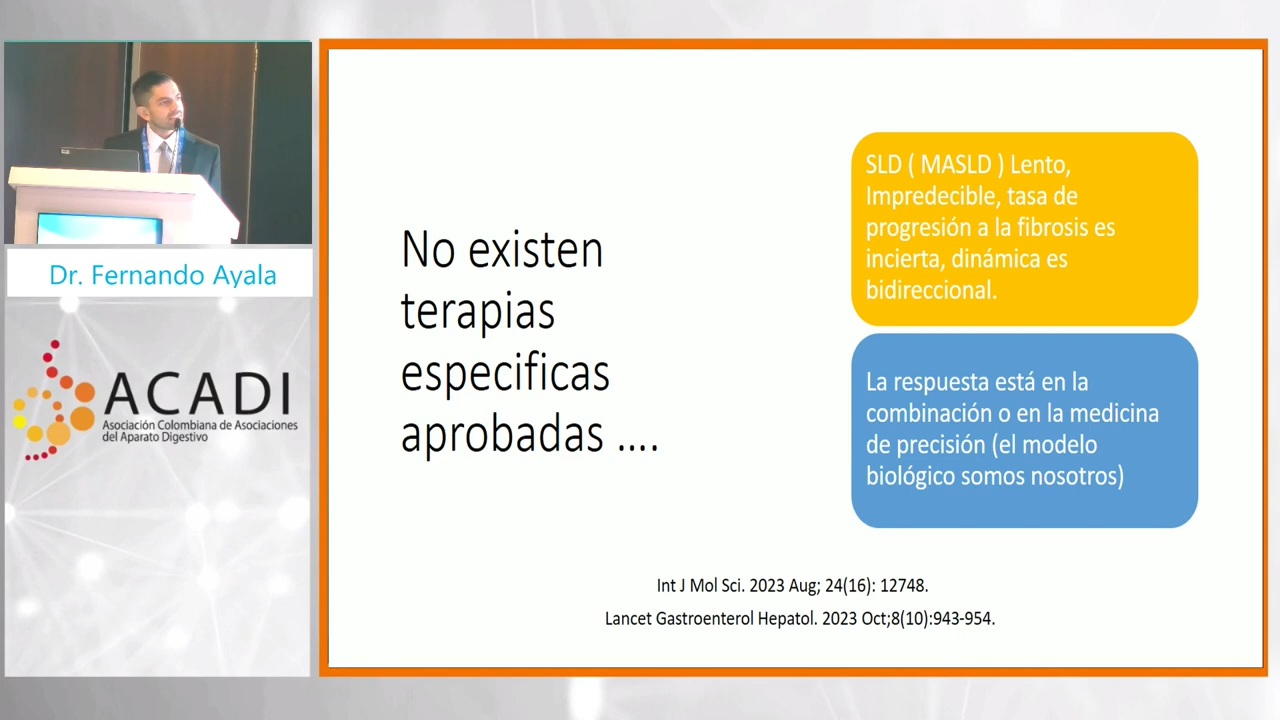 Dr. Fernando Ayala
ACADI
Asociación Colombiana de Asociaciones
del Aparato Digestivo
No existen
terapias
especificas
aprobadas ....
SLD ( MASLD ) Lento,
Impredecible, tasa de
progresión a la fibrosis es
incierta, dinámica es
bidireccional.
La respuesta está en la
combinación o en la medicina
de precisión (el modelo
biológico somos nosotros)
Int J Mol Sci. 2023 Aug; 24(16): 12748.
Lancet Gastroenterol Hepatol. 2023 Oct;8(10):943-954.